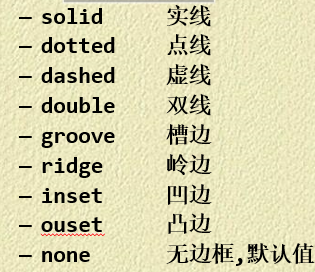 – solid 实线
– dotted 点线
– dashed 虚线
– double 双线
– groove 槽边
– ridge 岭边
– inset 凹边
– ouset 凸边
– none 无边框,默认值